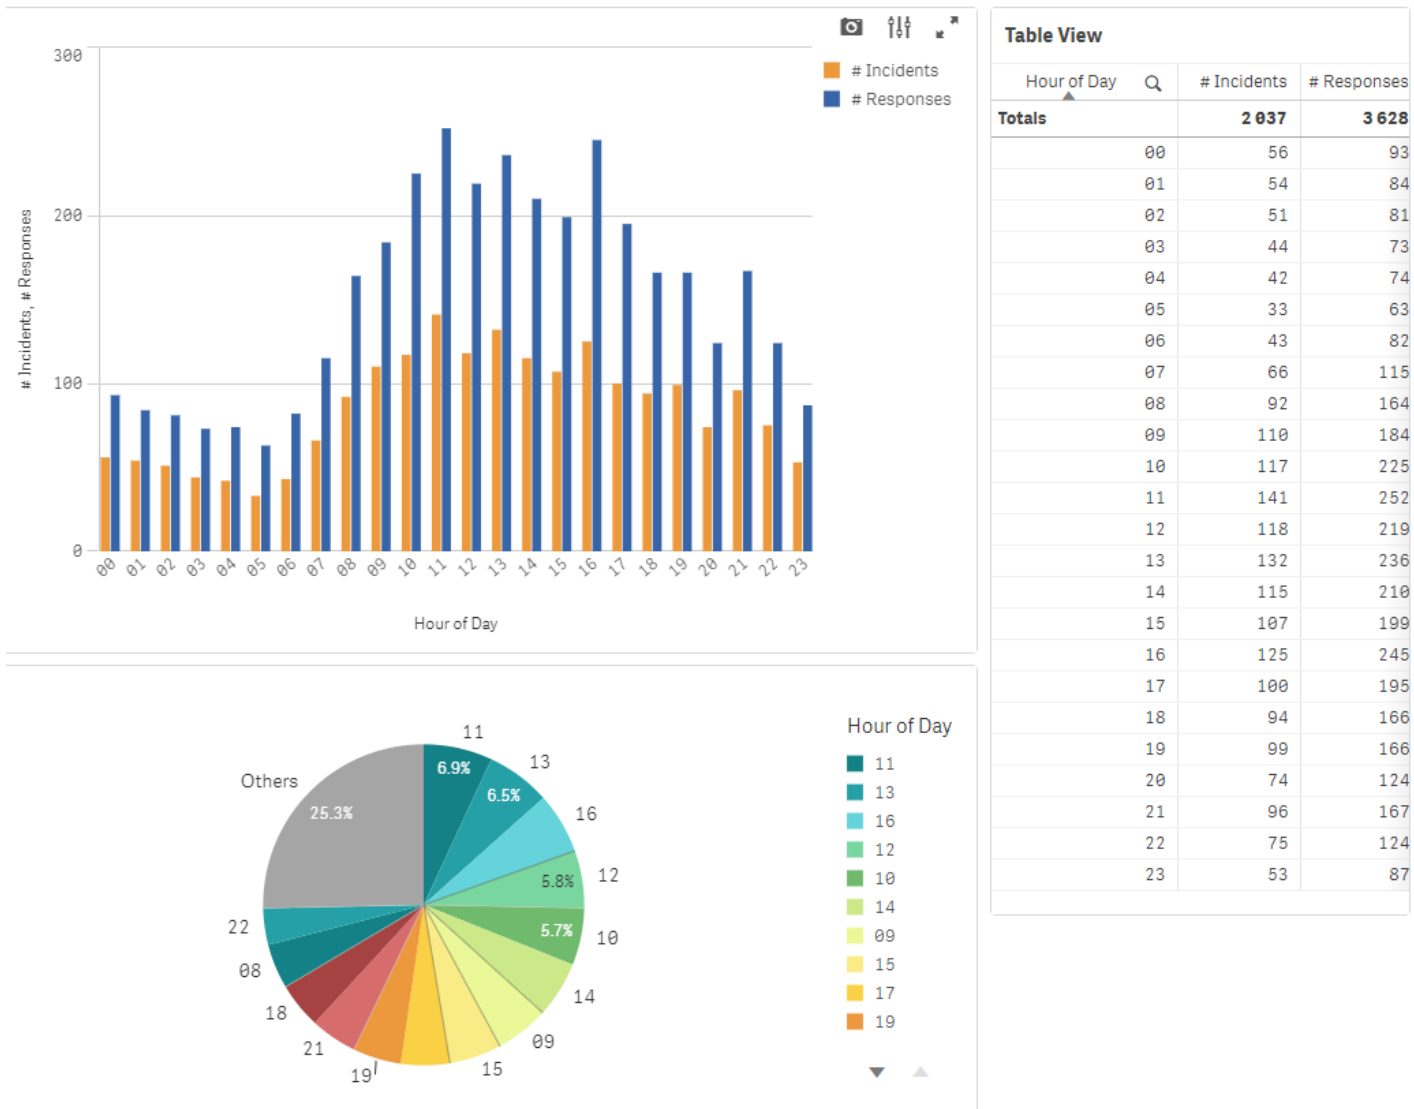 300
200
100
0
# Incidents, # Responses
# Incidents
# Responses
00 01 02 03 04 05 06 07 08 09 10 11 12 13 14 15 16 17 18 19 20 21 22 23
Hour of Day
Table View
Hour of Day # Incidents # Responses
Totals 2 037 3 628
00 56 93
01 54 84
02 51 81
03 44 73
04 42 74
05 33 63
06 43 82
07 66 115
08 92 164
09 110 184
10 117 225
11 141 252
12 118 219
13 132 236
14 115 210
15 107 199
16 125 245
17 100 195
18 94 166
19 99 166
20 74 124
21 96 167
22 75 124
23 53 87
11
6.9%
13
6.5%
16
12
5.8%
10
5.7%
14
09
15
19
21
18
08
22
Others
25.3%
Hour of Day
11
13
16
12
10
14
09
15
17
19